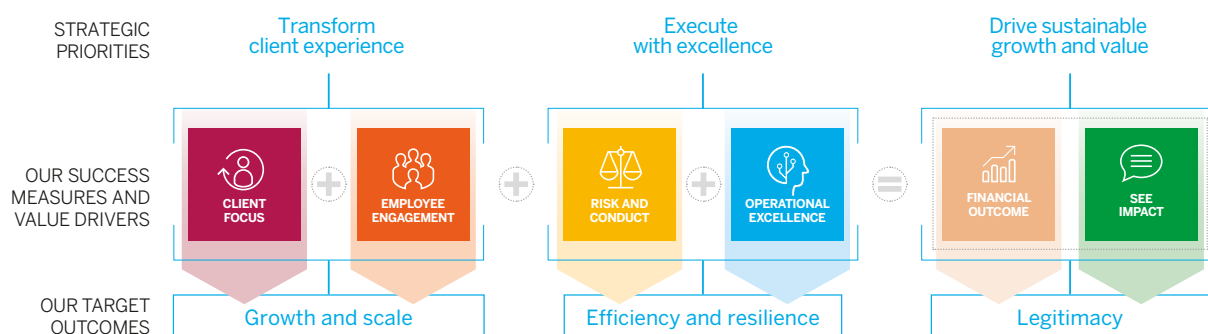 STRATEGIC
PRIORITIES
Transform
client experience
Execute
with excellence
Drive sustainable
growth and value
OUR SUCCESS
MEASURES AND
VALUE DRIVERS
CLIENT
FOCUS
+
EMPLOYEE
ENGAGEMENT
+
RISK AND
CONDUCT
+
OPERATIONAL
EXCELLENCE
=
FINANCIAL
OUTCOME
SEE
IMPACT
OUR TARGET
OUTCOMES
Growth and scale
Efficiency and resilience
Legitimacy